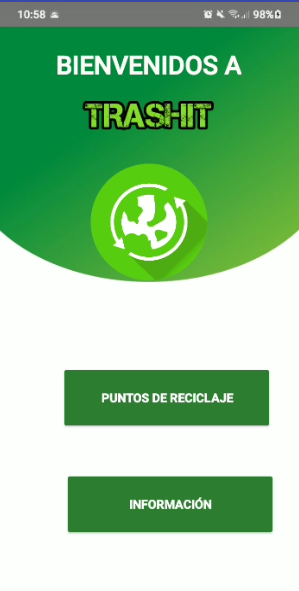 10:58 98%
BIENVENIDOS A
TRASHIT
PUNTOS DE RECICLAJE
INFORMACIÓN